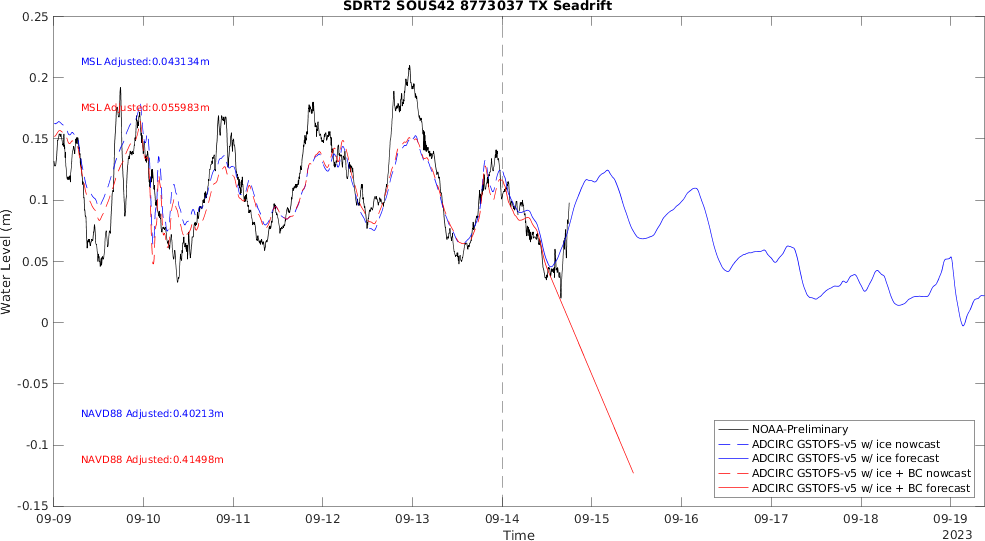 SDRT2 SOUS42 8773037 TX Seadrift
Water Level (m)
0.25
0.2
0.15
0.1
0.05
0
-0.05
-0.1
-0.15
MSL Adjusted:0.043134m
MSL Adjusted:0.055983m
NAVD88 Adjusted:0.40213m
NAVD88 Adjusted:0.41498m
NOAA-Preliminary
ADCIRC GSTOFS-v5 w/ ice nowcast
ADCIRC GSTOFS-v5 w/ ice forecast
ADCIRC GSTOFS-v5 w/ ice + BC nowcast
ADCIRC GSTOFS-v5 w/ ice + BC forecast
09-09 09-10 09-11 09-12 09-13 09-14 09-15 09-16 09-17 09-18 09-19
Time
2023